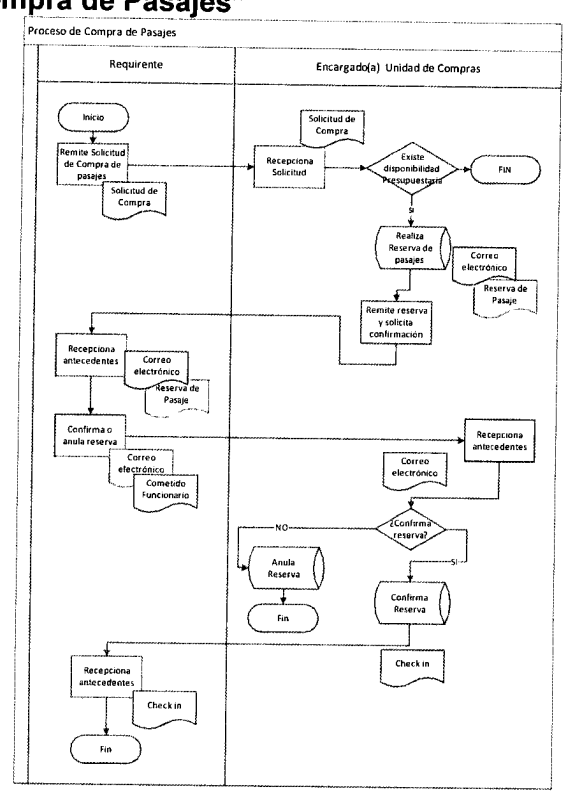 mpra de Pasajes"
Proceso de Compra de Pasajes
Requirente
Encargado(a) Unidad de Compras
Inicio
Remite Solicitud
de Compra de
pasajes
Solicitud de
Compra
Solicitud de
Compra
Recepciona
Solicitud
Existe
disponibilidad
Presupuestaria
FIN
SI
Realiza
Reserva de
pasajes
Correo
electrónico
Reserva de
Pasaje
Remite reserva
y solicita
confirmación
Recepciona
antecedentes
Correo
electrónico
Reserva de
Pasaje
Confirma o
anula reserva
Correo
electrónico
Cometido
Funcionario
Recepciona
antecedentes
Correo
electrónico
¿Confirma
reserva?
NO
SI
Anula
Reserva
Fin
Confirma
Reserva
Check in
Recepciona
antecedentes
Check in
Fin